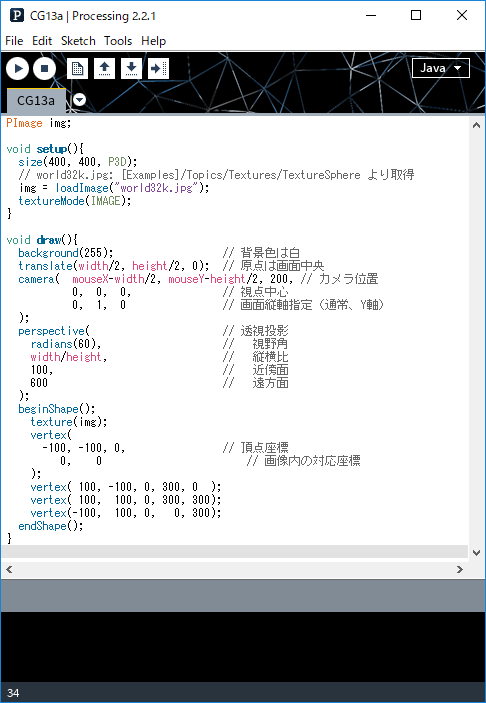 CG13a | Processing 2.2.1
File Edit Sketch Tools Help
Java
CG13a
PImage img;
void setup(){
  size(400, 400, P3D);
  // world32k.jpg: [Examples]/Topics/Textures/TextureSphere より取得
  img = loadImage("world32k.jpg");
  textureMode(IMAGE);
}
void draw(){
  background(255);                  // 背景色は白
  translate(width/2, height/2, 0);  // 原点は画面中央
  camera(  mouseX-width/2, mouseY-height/2, 200, // カメラ位置
           0,  0,  0,               // 視点中心
           0,  1,  0                // 画面縦軸指定（通常、Y軸）
  );
  perspective(                      // 透視投影
    radians(60),                    //   視野角
    width/height,                   //   縦横比
    100,                            //   近傍面
    600                             //   遠方面
  );
  beginShape();
    texture(img);
    vertex(
      -100, -100, 0,                // 頂点座標
         0,    0                        // 画像内の対応座標
    );
    vertex( 100, -100, 0, 300, 0  );
    vertex( 100,  100, 0, 300, 300);
    vertex(-100,  100, 0,   0, 300);
  endShape();
}
34